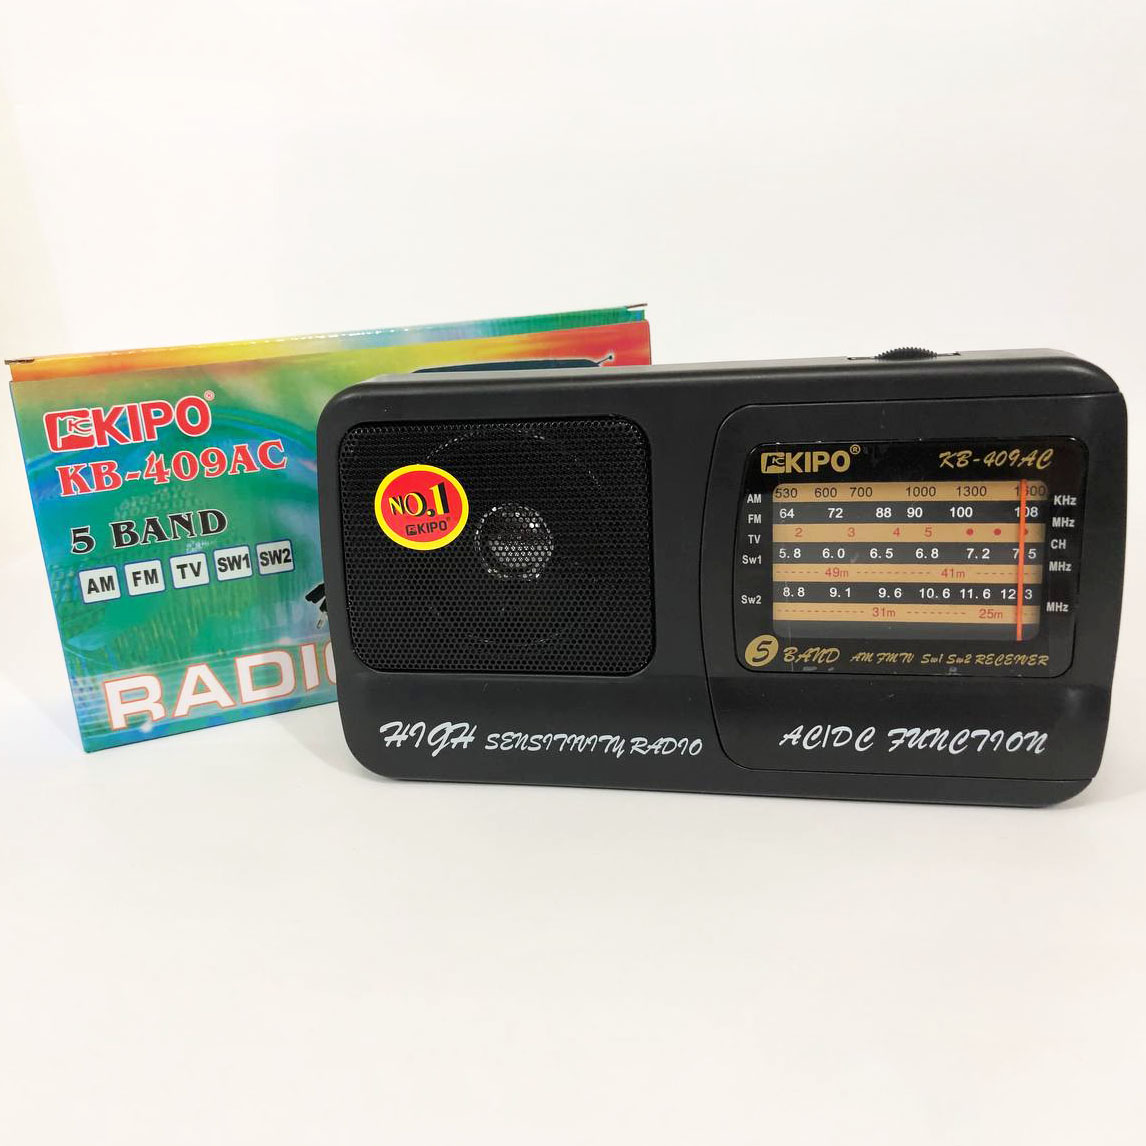 KIPO®
KB-409AC
5 BAND
AM FM TV SW1 SW2
NO.1
KIPO®
HIGH SENSITIVITY RADIO
KIPO® KB-409AC
AM 530 600 700 1000 1300 1600 KHz
FM 64 72 88 90 100 108 MHz
TV 2 3 4 5 CH
Sw1 5.8 6.0 6.5 6.8 7.2 7.5 MHz
49m 41m
Sw2 8.8 9.1 9.6 10.6 11.6 12.3 MHz
31m 25m
5 BAND AM FM TV Sw1 Sw2 RECEIVER
AC/DC FUNCTION